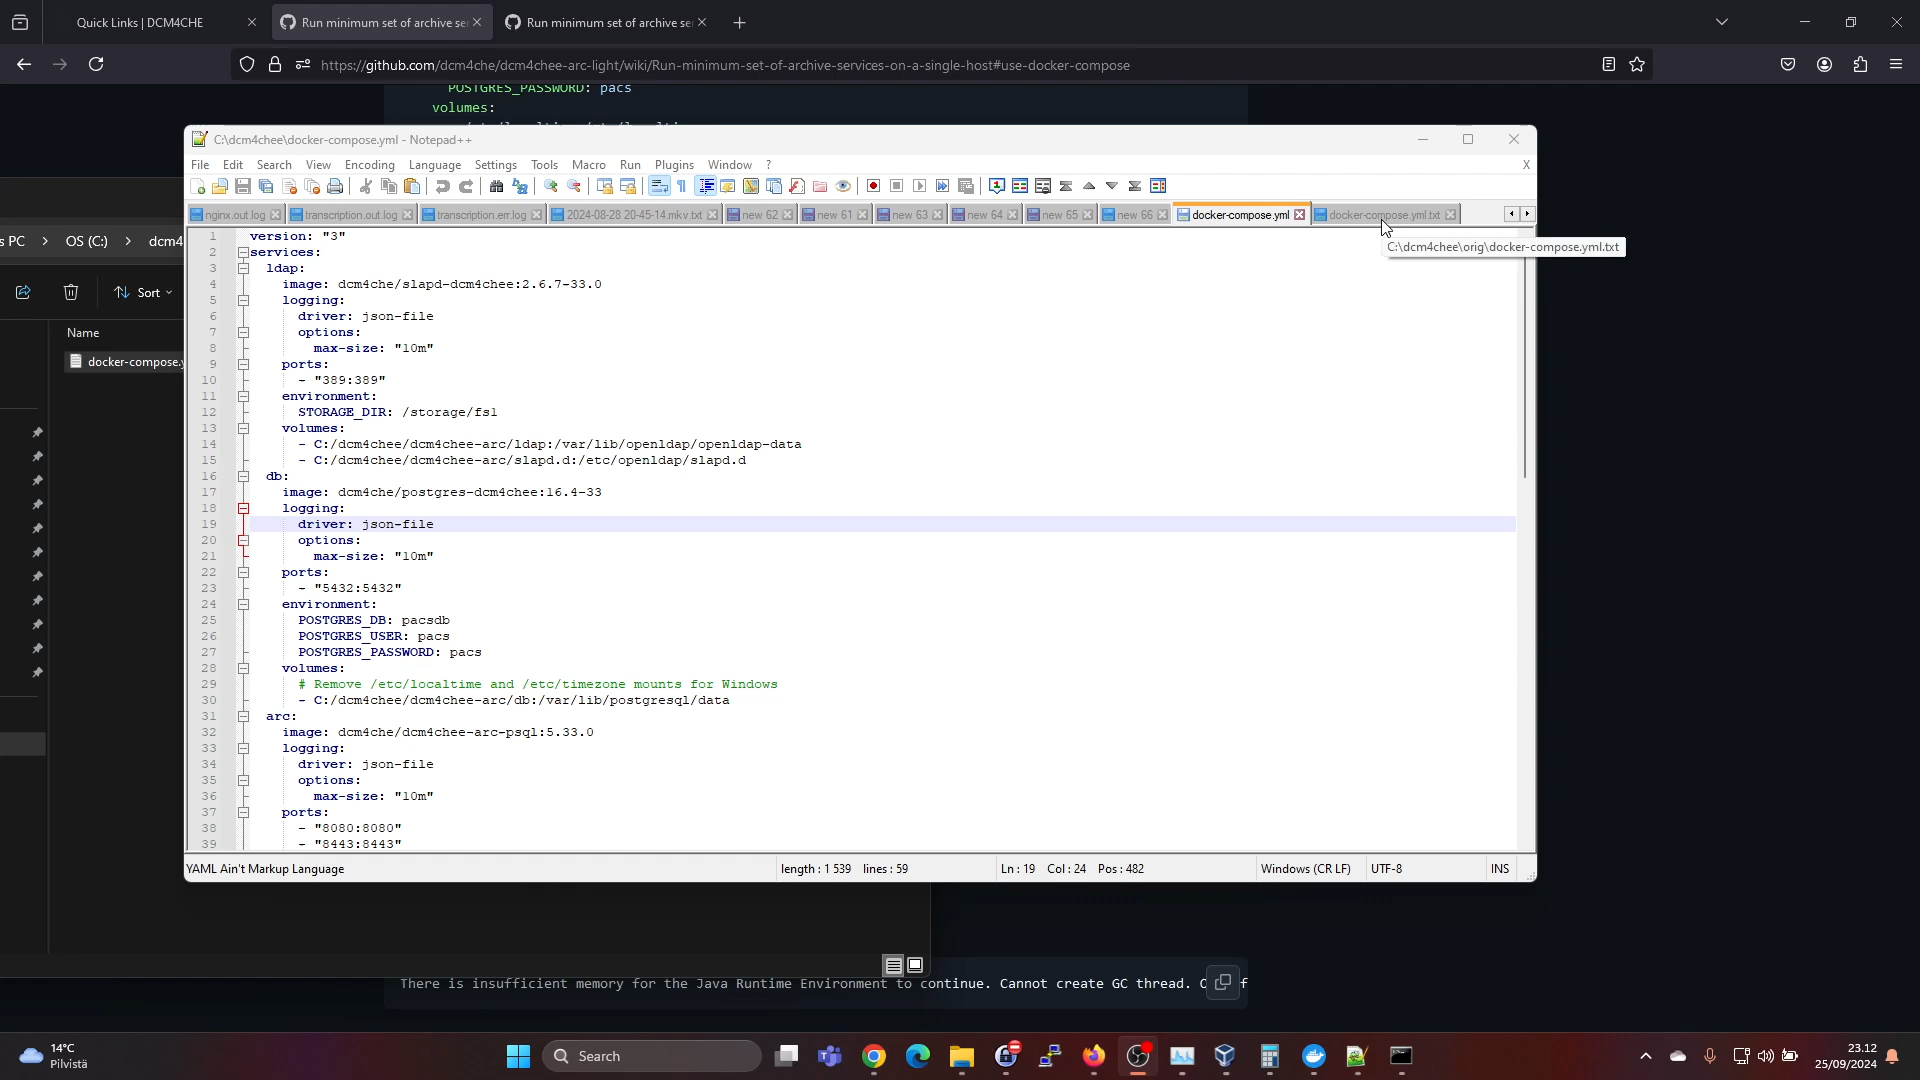 Quick Links | DCM4CHE
Run minimum set of archive se
Run minimum set of archive se
https://github.com/dcm4che/dcm4chee-arc-light/wiki/Run-minimum-set-of-archive-services-on-a-single-host#use-docker-compose
POSTGRES_PASSWORD: pacs
volumes:
C:\dcm4chee\docker-compose.yml - Notepad++
File Edit Search View Encoding Language Settings Tools Macro Run Plugins Window ? X
nginx.out.log transcription.out.log transcription.err.log 2024-08-28 20-45-14.mkv.txt new 62 new 61 new 63 new 64 new 65 new 66 docker-compose.yml docker-compose.yml.txt
C:\dcm4chee\orig\docker-compose.yml.txt
s PC > OS (C:) > dcm4
Sort
Name
docker-compose.y
1 version: "3"
2 services:
3 ldap:
4 image: dcm4che/slapd-dcm4chee:2.6.7-33.0
5 logging:
6 driver: json-file
7 options:
8 max-size: "10m"
9 ports:
10 - "389:389"
11 environment:
12 STORAGE_DIR: /storage/fs1
13 volumes:
14 - C:/dcm4chee/dcm4chee-arc/ldap:/var/lib/openldap/openldap-data
15 - C:/dcm4chee/dcm4chee-arc/slapd.d:/etc/openldap/slapd.d
16 db:
17 image: dcm4che/postgres-dcm4chee:16.4-33
18 logging:
19 driver: json-file
20 options:
21 max-size: "10m"
22 ports:
23 - "5432:5432"
24 environment:
25 POSTGRES_DB: pacsdb
26 POSTGRES_USER: pacs
27 POSTGRES_PASSWORD: pacs
28 volumes:
29 # Remove /etc/localtime and /etc/timezone mounts for Windows
30 - C:/dcm4chee/dcm4chee-arc/db:/var/lib/postgresql/data
31 arc:
32 image: dcm4che/dcm4chee-arc-psql:5.33.0
33 logging:
34 driver: json-file
35 options:
36 max-size: "10m"
37 ports:
38 - "8080:8080"
39 - "8443:8443"
YAML Ain't Markup Language length : 1 539 lines : 59 Ln : 19 Col : 24 Pos : 482 Windows (CR LF) UTF-8 INS
There is insufficient memory for the Java Runtime Environment to continue. Cannot create GC thread. O f
14°C
Pilvistä
Search
23.12
25/09/2024